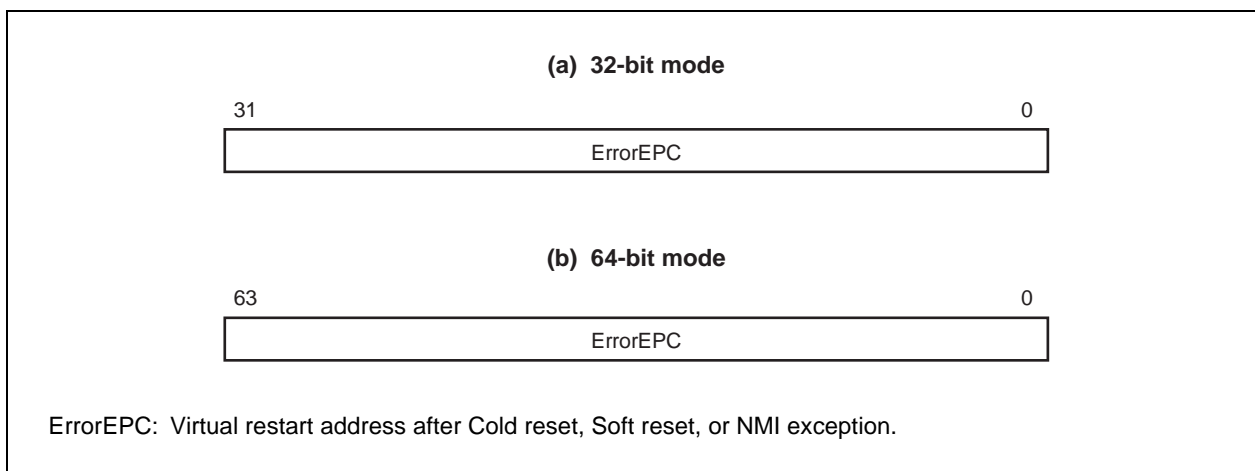 (a) 32-bit mode
31 0
ErrorEPC
(b) 64-bit mode
63 0
ErrorEPC
ErrorEPC: Virtual restart address after Cold reset, Soft reset, or NMI exception.